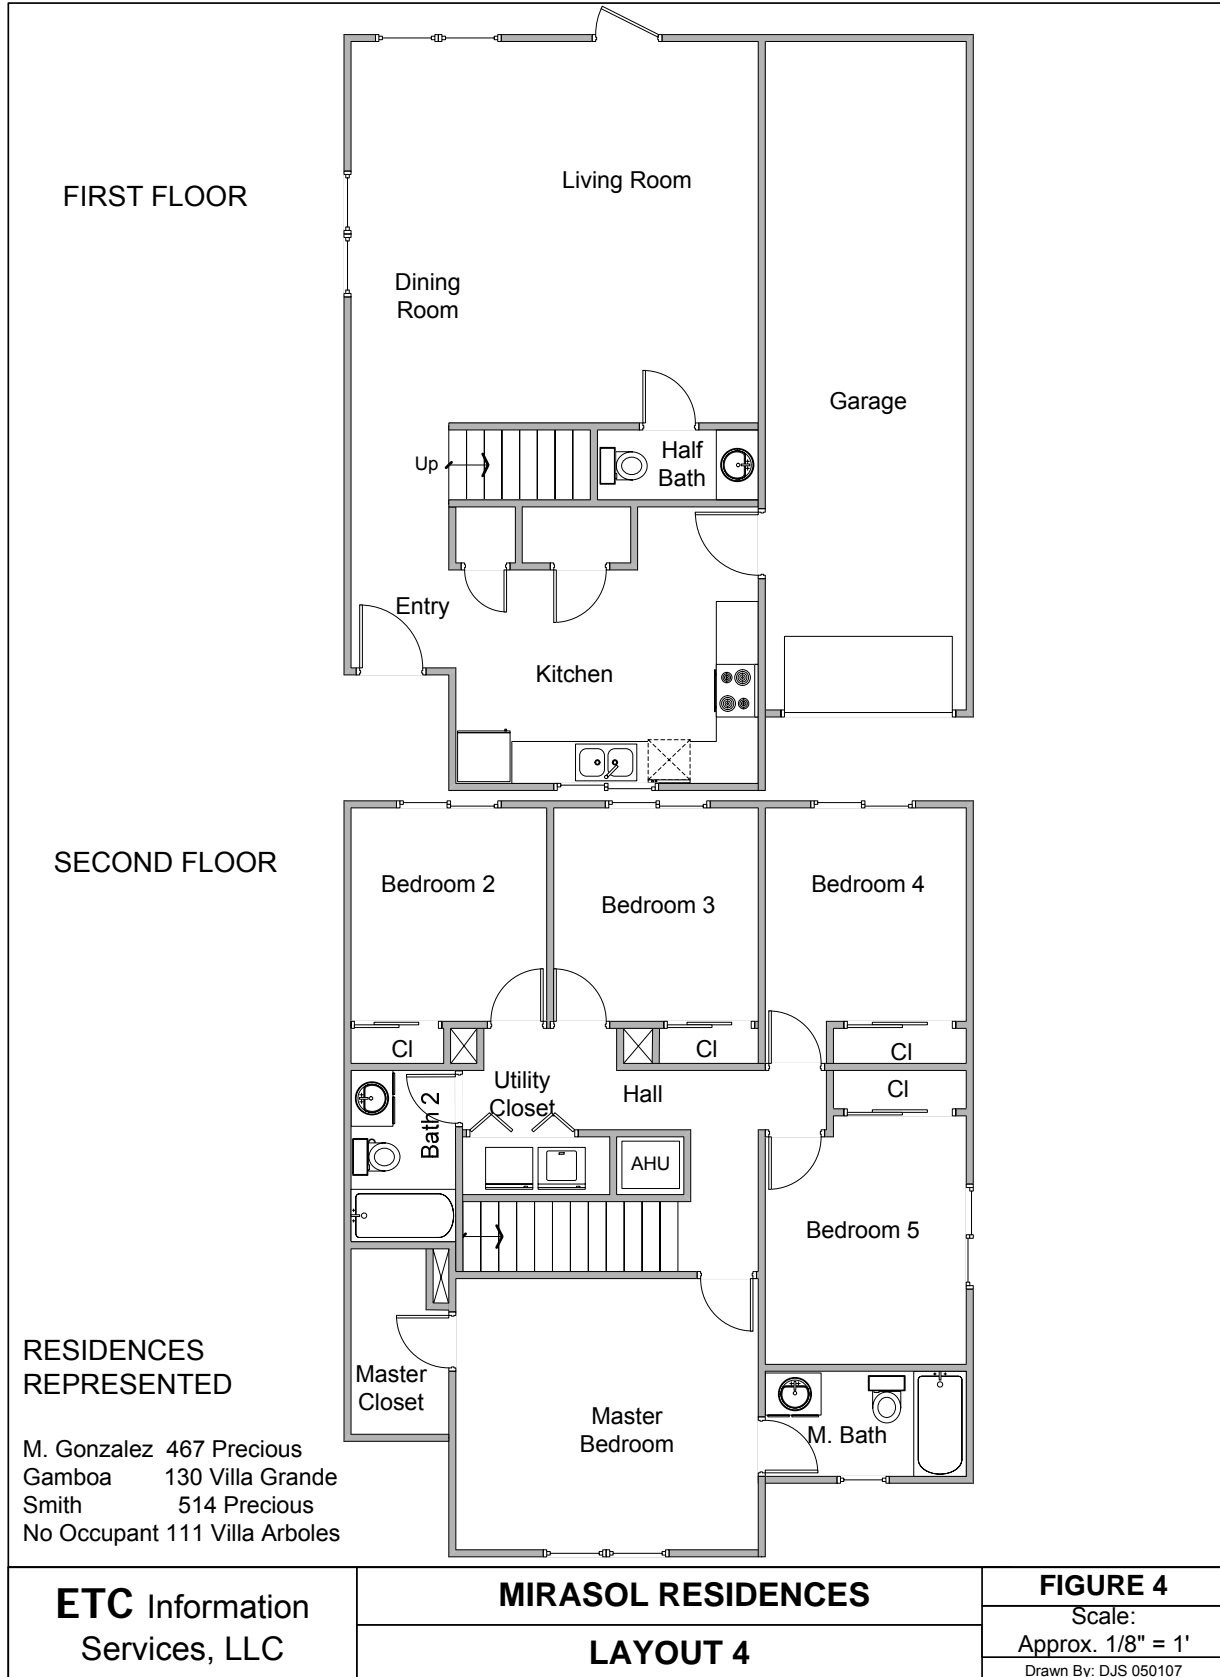 FIRST FLOOR
Living Room
Dining
Room
Garage
Up
Half
Bath
Entry
Kitchen
SECOND FLOOR
Bedroom 2
Bedroom 3
Bedroom 4
Cl
Cl
Cl
Utility
Closet
Hall
Cl
Bath 2
AHU
Bedroom 5
RESIDENCES
REPRESENTED
Master
Closet
Master
Bedroom
M. Bath
M. Gonzalez 467 Precious
Gamboa 130 Villa Grande
Smith 514 Precious
No Occupant 111 Villa Arboles
ETC Information
Services, LLC
MIRASOL RESIDENCES
LAYOUT 4
FIGURE 4
Scale:
Approx. 1/8" = 1'
Drawn By: DJS 050107